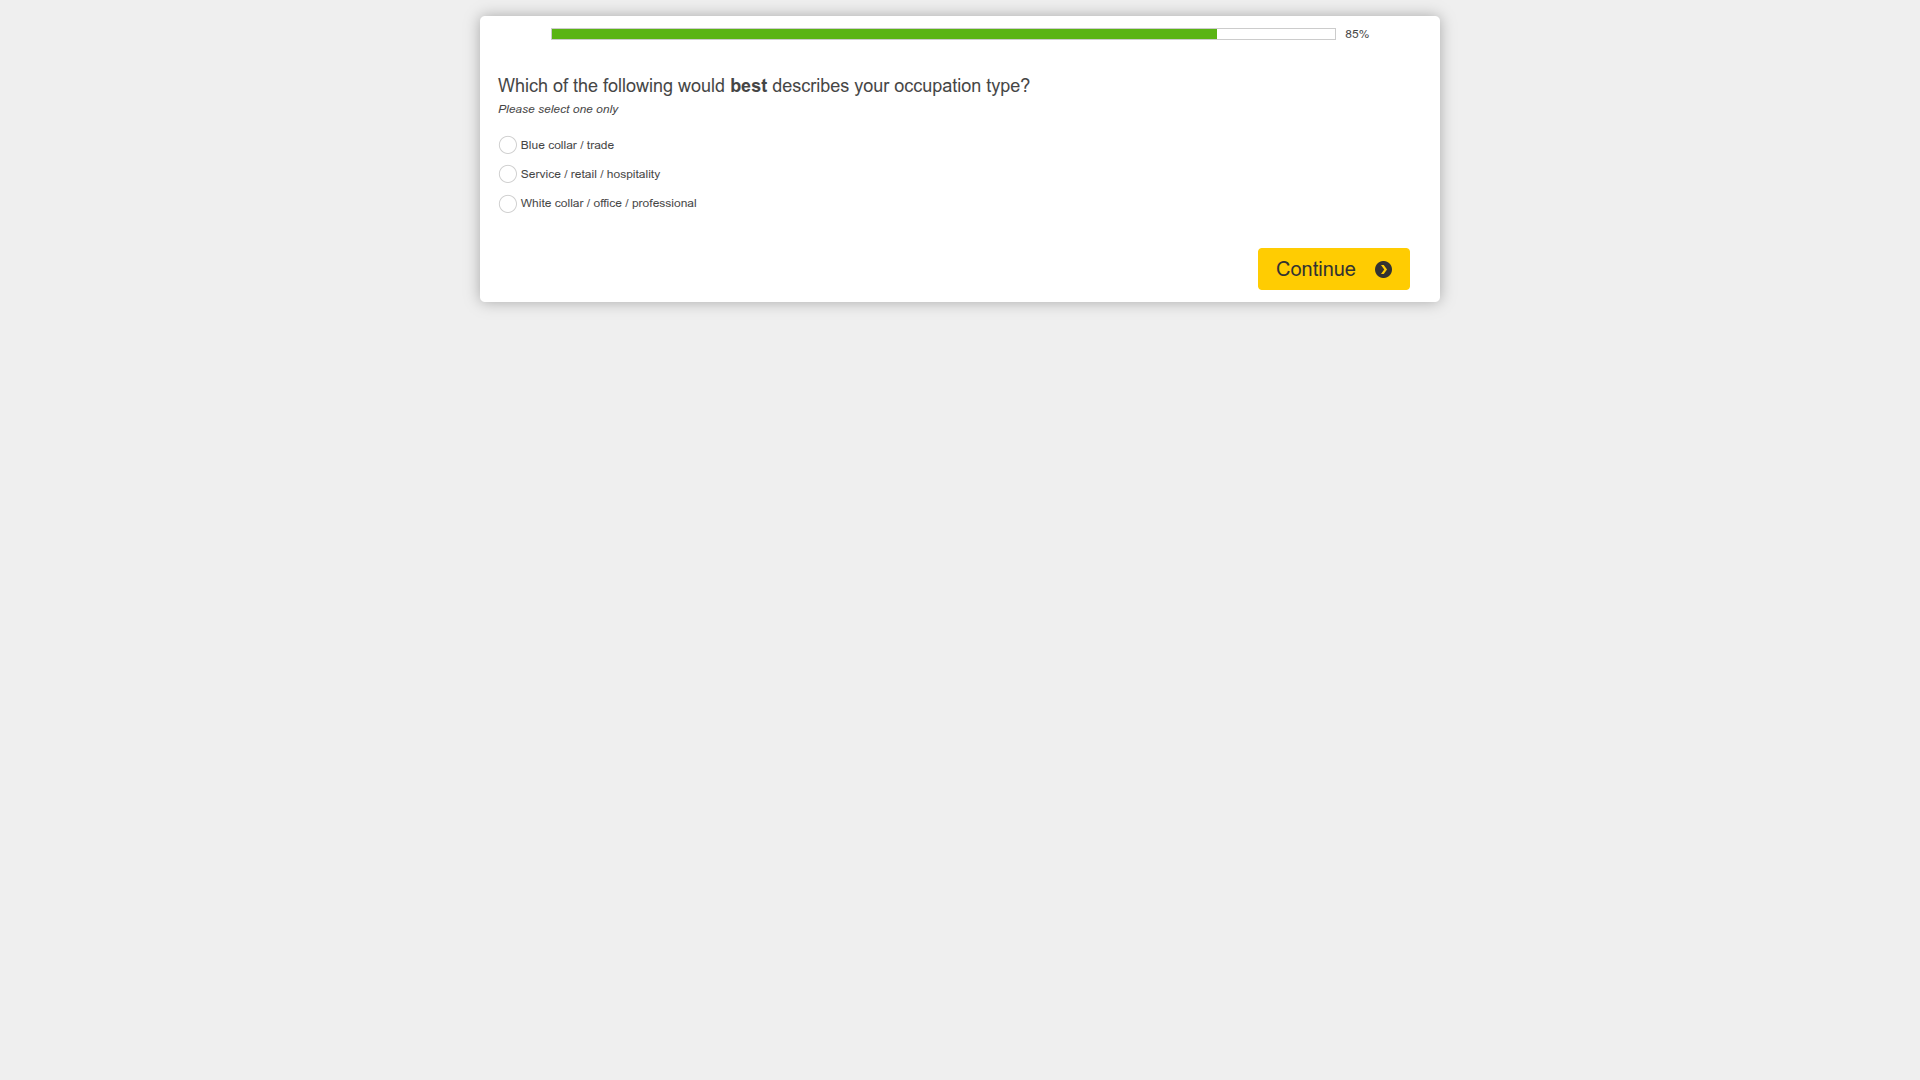 85%
Which of the following would best describes your occupation type?
Please select one only
Blue collar / trade
Service / retail / hospitality
White collar / office / professional
Continue